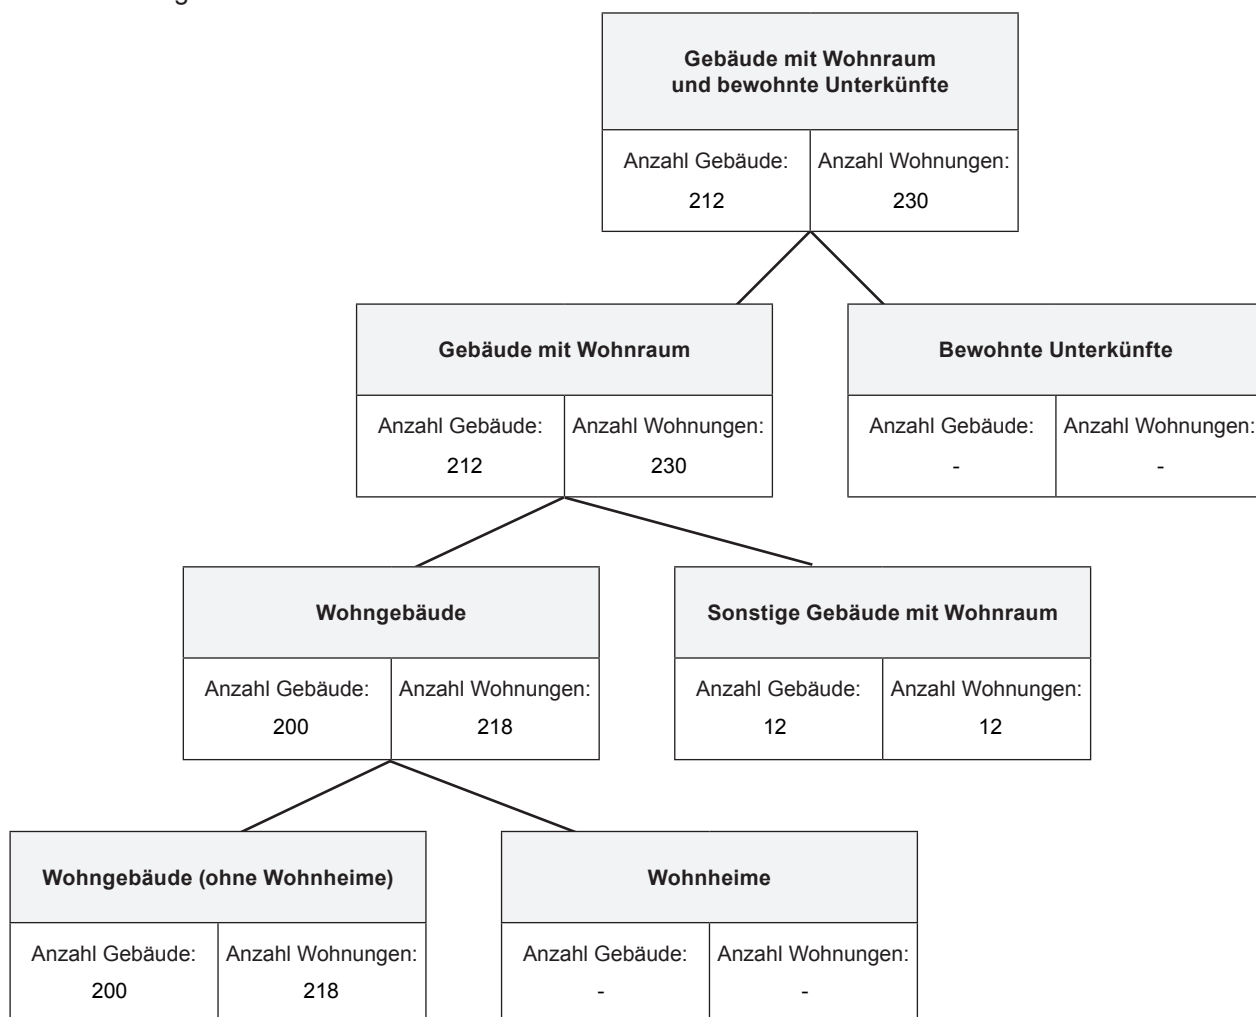 Gebäude mit Wohnraum
und bewohnte Unterkünfte
Anzahl Gebäude: Anzahl Wohnungen:
212 230
Gebäude mit Wohnraum
Anzahl Gebäude: Anzahl Wohnungen:
212 230
Bewohnte Unterkünfte
Anzahl Gebäude: Anzahl Wohnungen:
- -
Wohngebäude
Anzahl Gebäude: Anzahl Wohnungen:
200 218
Sonstige Gebäude mit Wohnraum
Anzahl Gebäude: Anzahl Wohnungen:
12 12
Wohngebäude (ohne Wohnheime)
Anzahl Gebäude: Anzahl Wohnungen:
200 218
Wohnheime
Anzahl Gebäude: Anzahl Wohnungen:
- -